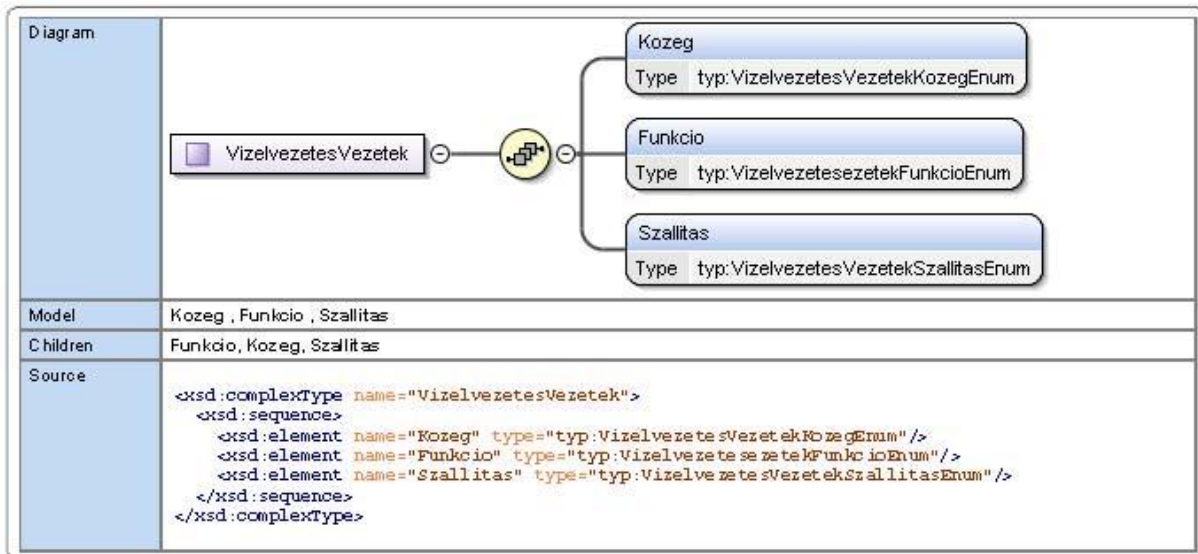 Diagram
VizelvezetesVezetek
Kozeg
Type typ:VizelvezetesVezetekKozegEnum
Funkcio
Type typ:VizelvezetesezetekFunkcioEnum
Szallitas
Type typ:VizelvezetesVezetekSzallitasEnum
Model Kozeg , Funkcio , Szallitas
Children Funkcio, Kozeg, Szallitas
Source
<xsd:complexType name="VizelvezetesVezetek">
<xsd:sequence>
<xsd:element name="Kozeg" type="typ:VizelvezetesVezetekKozegEnum"/>
<xsd:element name="Funkcio" type="typ:VizelvezetesezetekFunkcioEnum"/>
<xsd:element name="Szallitas" type="typ:VizelvezetesVezetekSzallitasEnum"/>
</xsd:sequence>
</xsd:complexType>